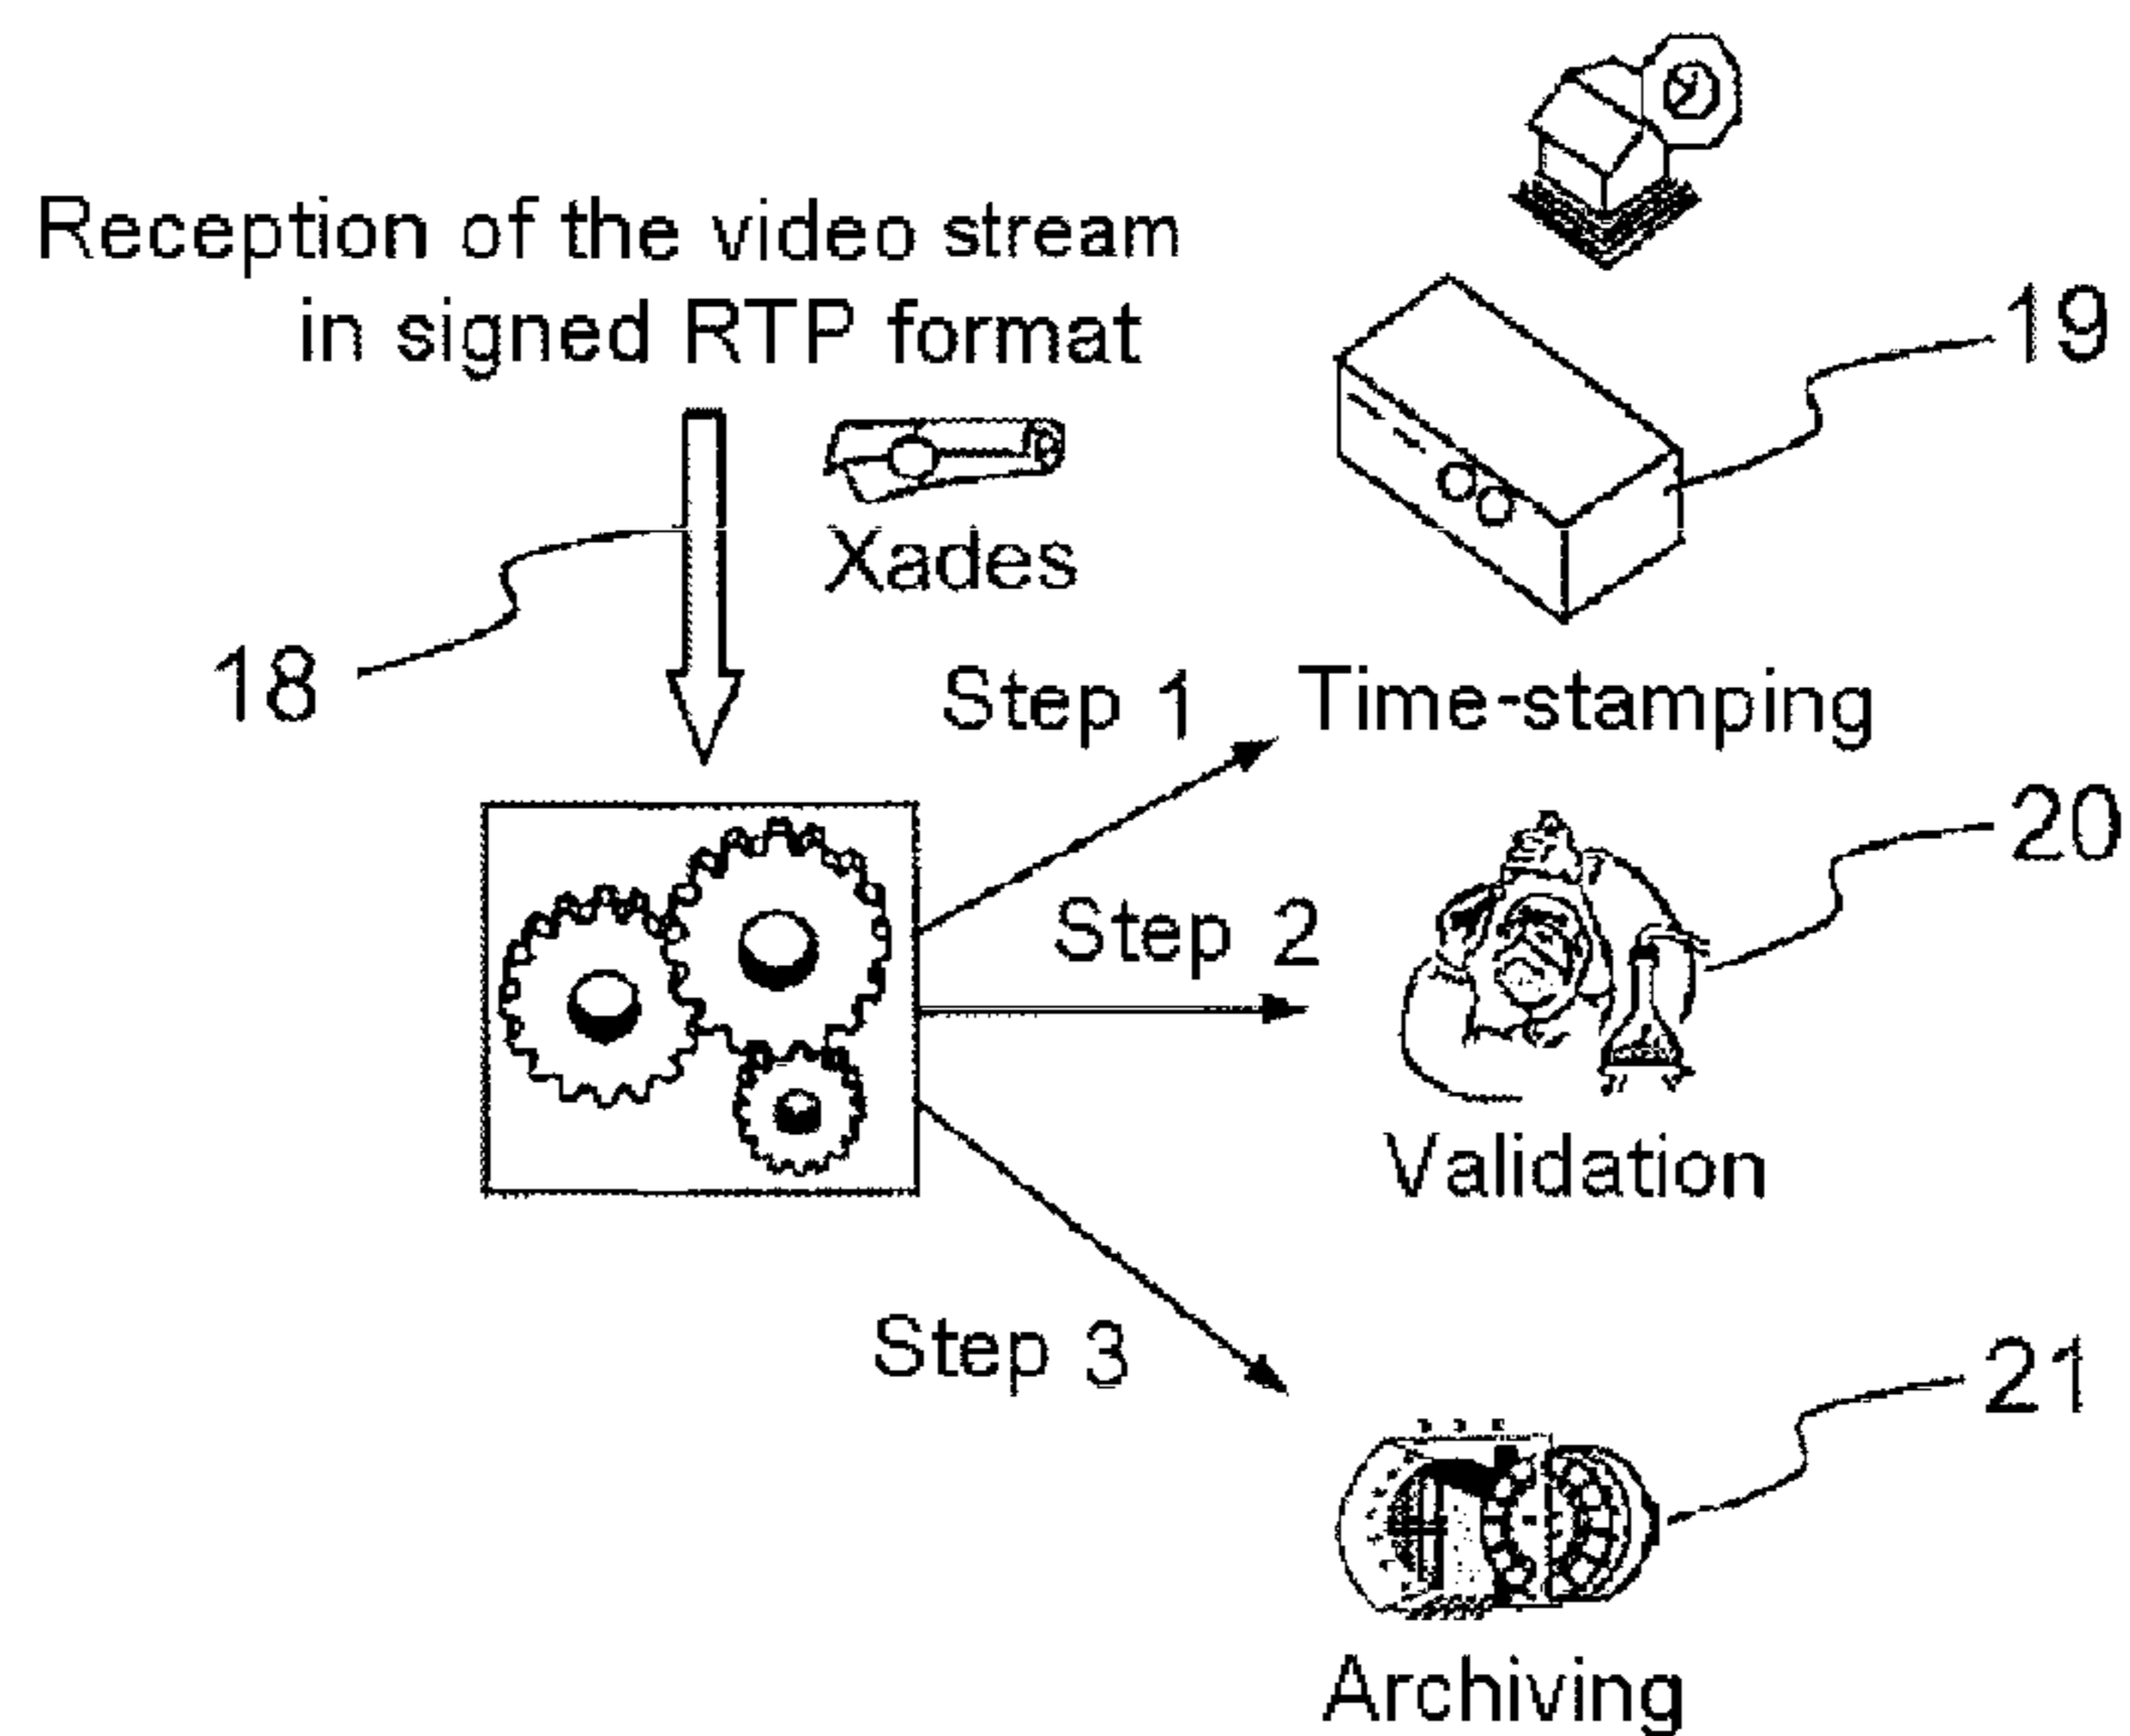 Reception of the video stream
in signed RTP format
19
Xades
18
Step 1
Time-stamping
20
Step 2
Validation
Step 3
21
Archiving